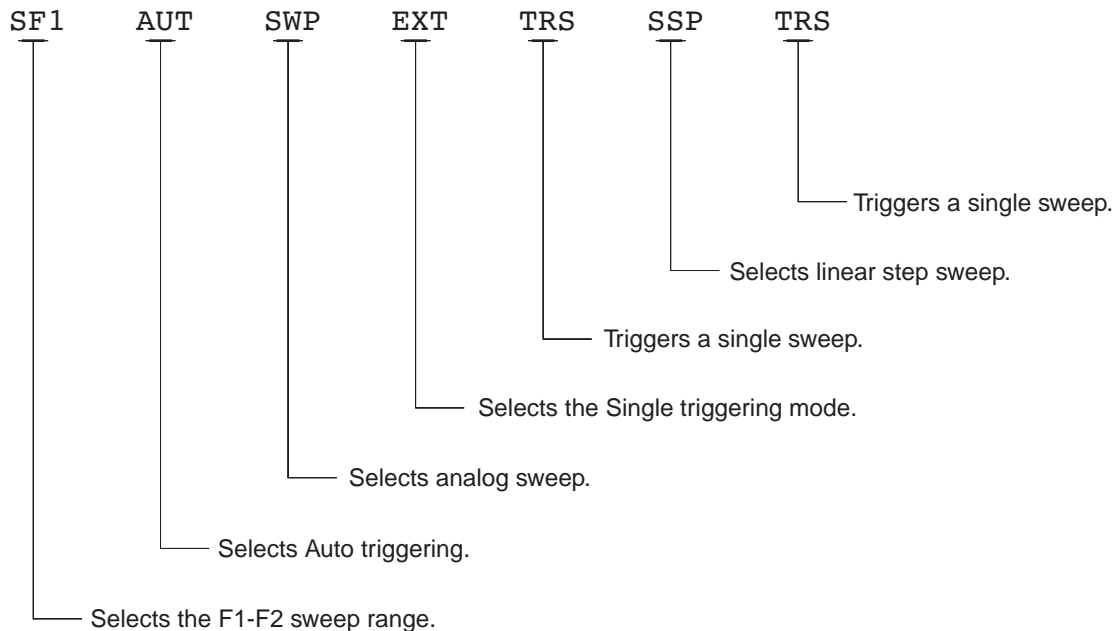 SF1 AUT SWP EXT TRS SSP TRS
Triggers a single sweep.
Selects linear step sweep.
Triggers a single sweep.
Selects the Single triggering mode.
Selects analog sweep.
Selects Auto triggering.
Selects the F1-F2 sweep range.